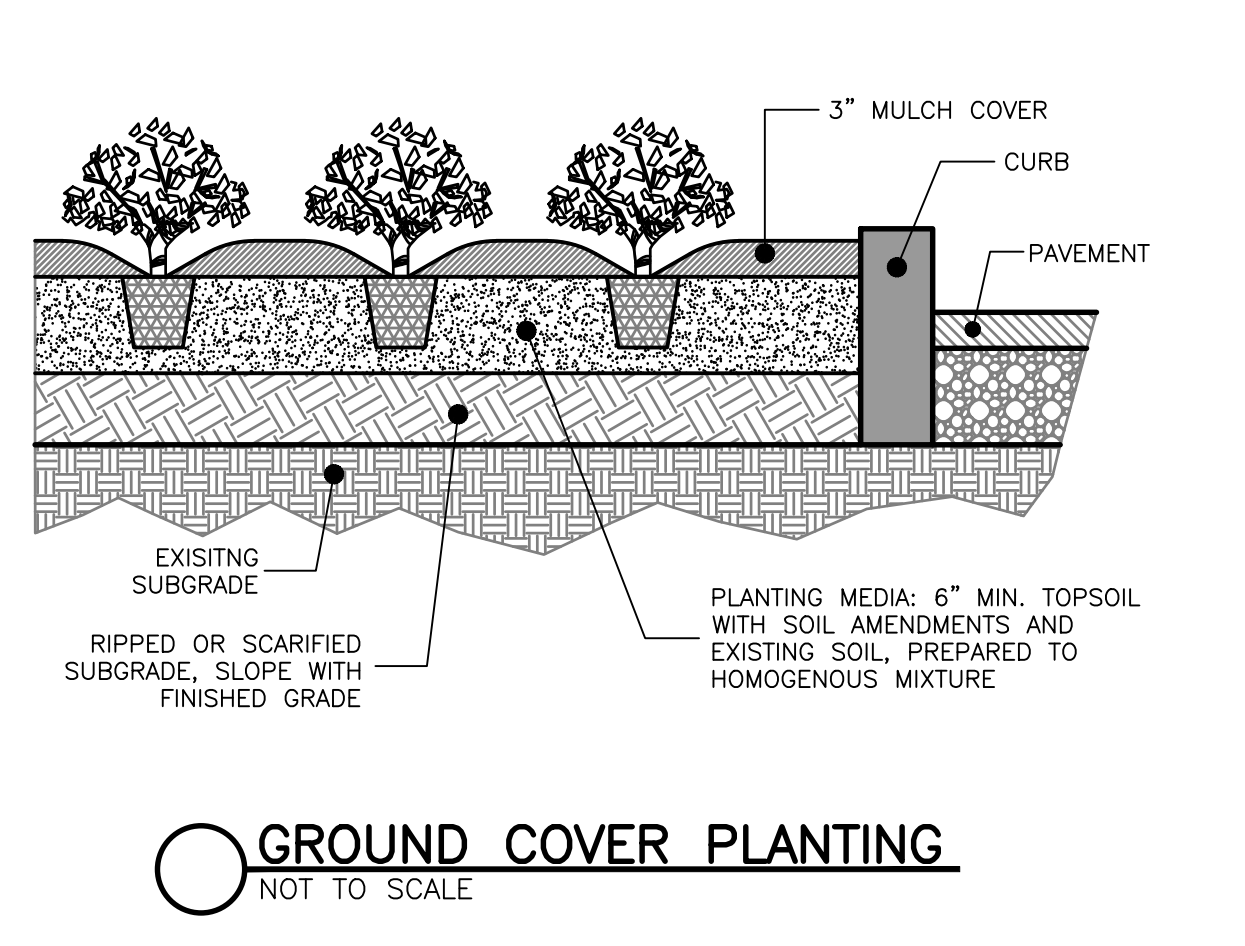 3” MULCH COVER
CURB
PAVEMENT
EXISITNG
SUBGRADE
RIPPED OR SCARIFIED
SUBGRADE, SLOPE WITH
FINISHED GRADE
PLANTING MEDIA: 6” MIN. TOPSOIL
WITH SOIL AMENDMENTS AND
EXISTING SOIL, PREPARED TO
HOMOGENOUS MIXTURE
GROUND COVER PLANTING
NOT TO SCALE